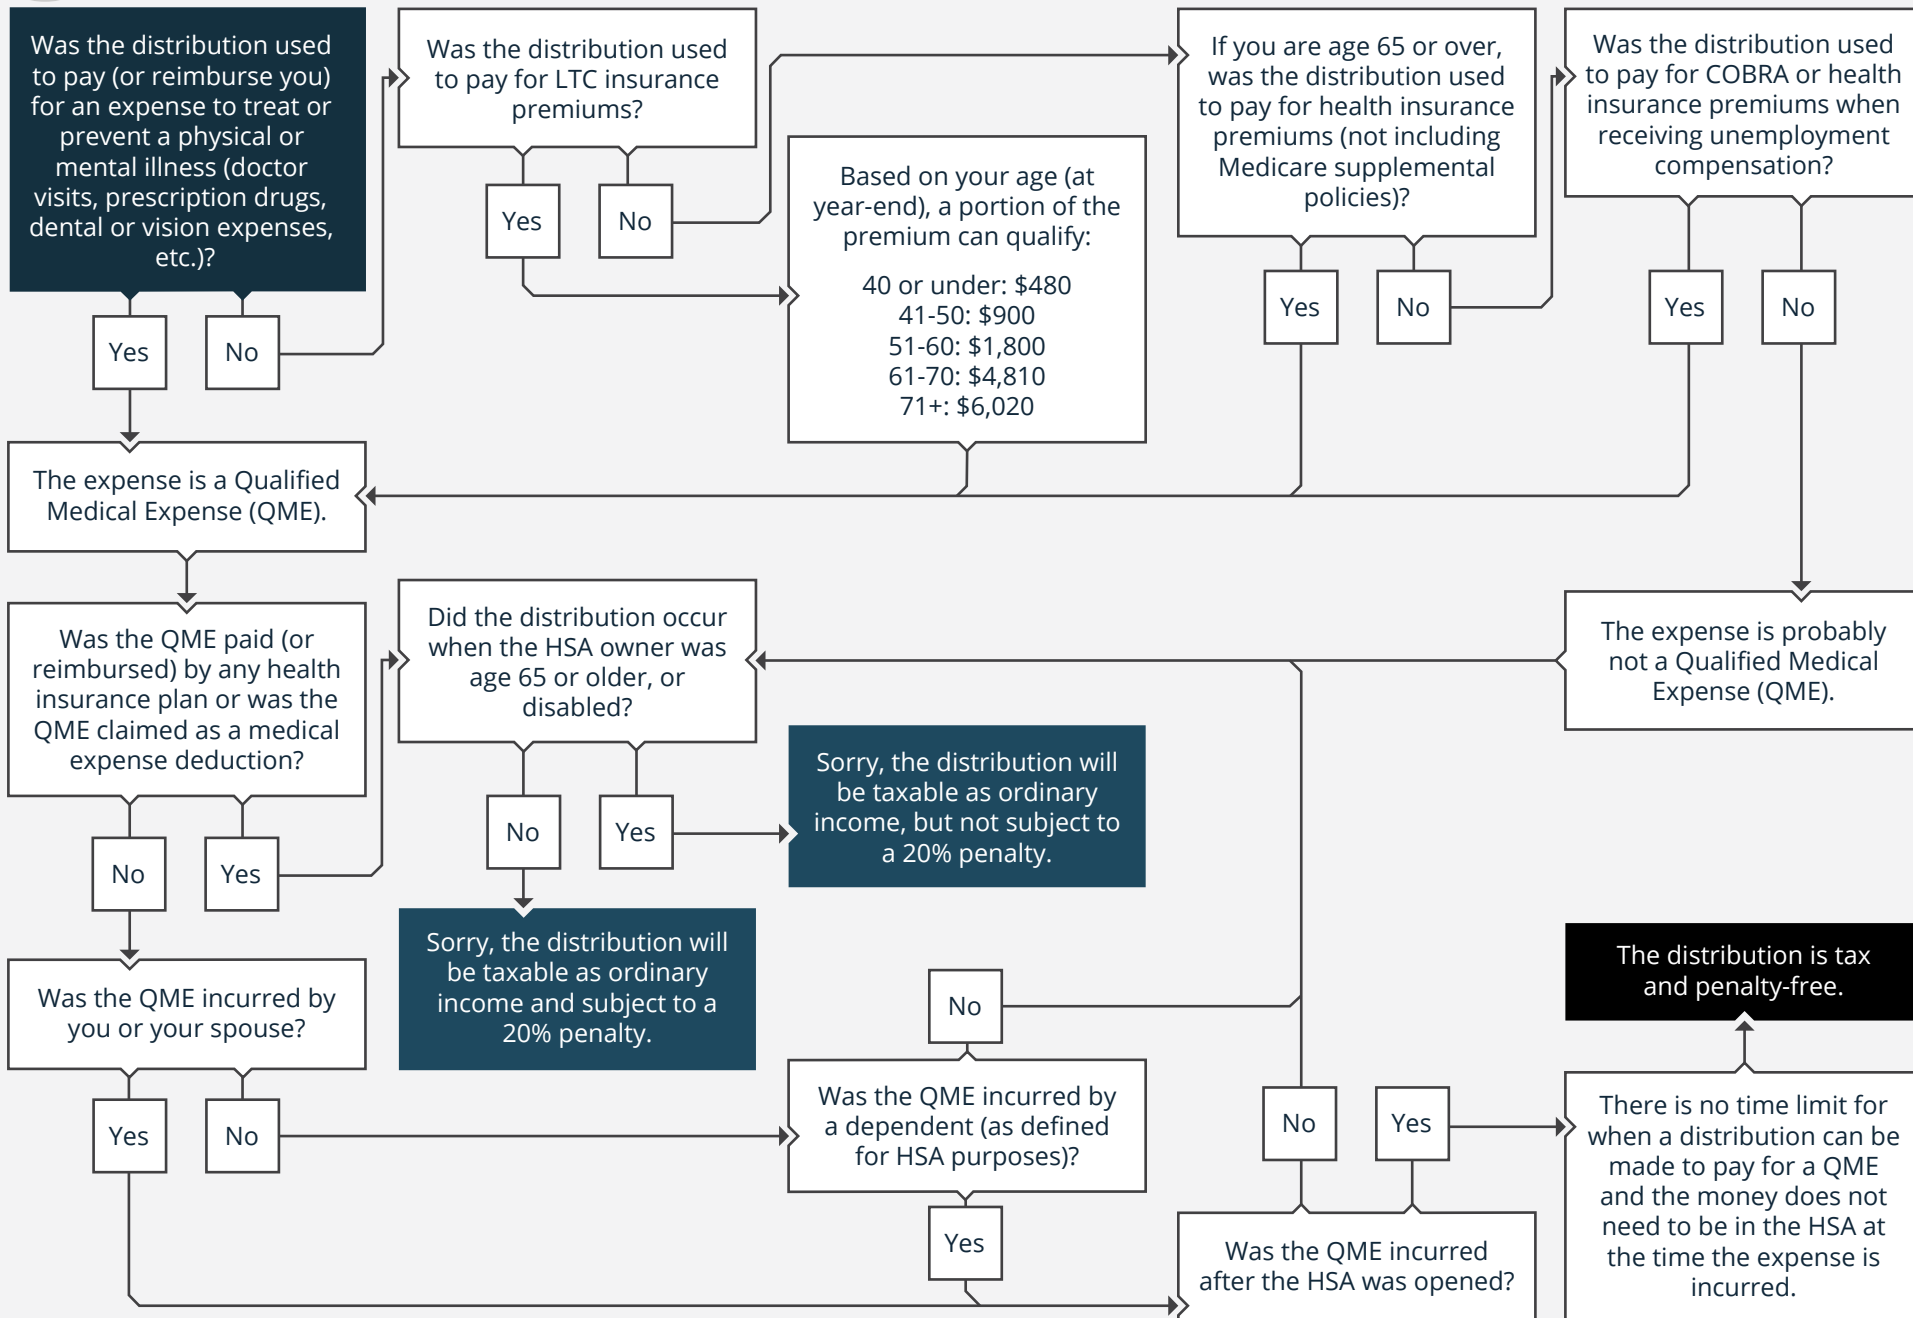 Was the distribution used
to pay (or reimburse you)
for an expense to treat or
prevent a physical or
mental illness (doctor
visits, prescription drugs,
dental or vision expenses,
etc.)?
Yes
No
Was the distribution used
to pay for LTC insurance
premiums?
Yes
No
Based on your age (at
year-end), a portion of the
premium can qualify:
40 or under: $480
41-50: $900
51-60: $1,800
61-70: $4,810
71+: $6,020
If you are age 65 or over,
was the distribution used
to pay for health insurance
premiums (not including
Medicare supplemental
policies)?
Yes
No
Was the distribution used
to pay for COBRA or health
insurance premiums when
receiving unemployment
compensation?
Yes
No
The expense is a Qualified
Medical Expense (QME).
Was the QME paid (or
reimbursed) by any health
insurance plan or was the
QME claimed as a medical
expense deduction?
No
Yes
Did the distribution occur
when the HSA owner was
age 65 or older, or
disabled?
No
Yes
Sorry, the distribution will
be taxable as ordinary
income, but not subject to
a 20% penalty.
Sorry, the distribution will
be taxable as ordinary
income and subject to a
20% penalty.
The expense is probably
not a Qualified Medical
Expense (QME).
Was the QME incurred by
you or your spouse?
Yes
No
No
Was the QME incurred by
a dependent (as defined
for HSA purposes)?
Yes
No
Yes
Was the QME incurred
after the HSA was opened?
The distribution is tax
and penalty-free.
There is no time limit for
when a distribution can be
made to pay for a QME
and the money does not
need to be in the HSA at
the time the expense is
incurred.